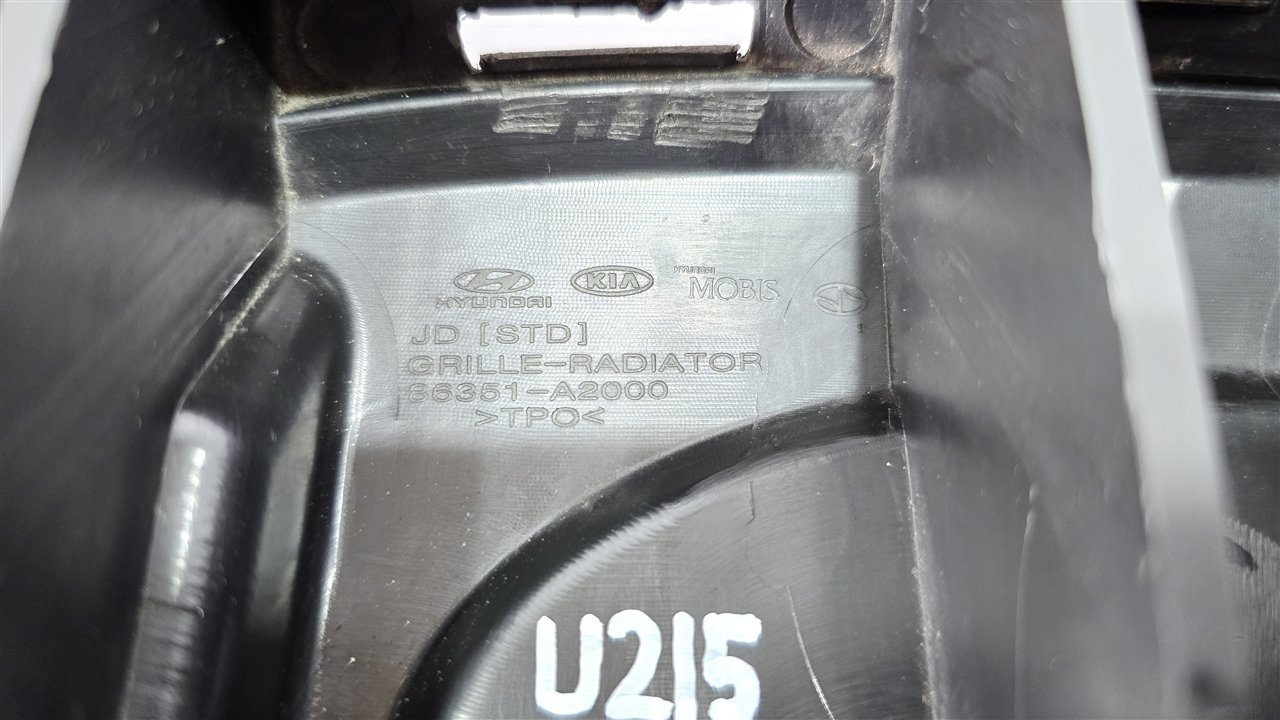 HYUNDAI KIA HYUNDAI MOBIS
JD [STD]
GRILLE-RADIATOR
86351-A2000
>TPO<
U215